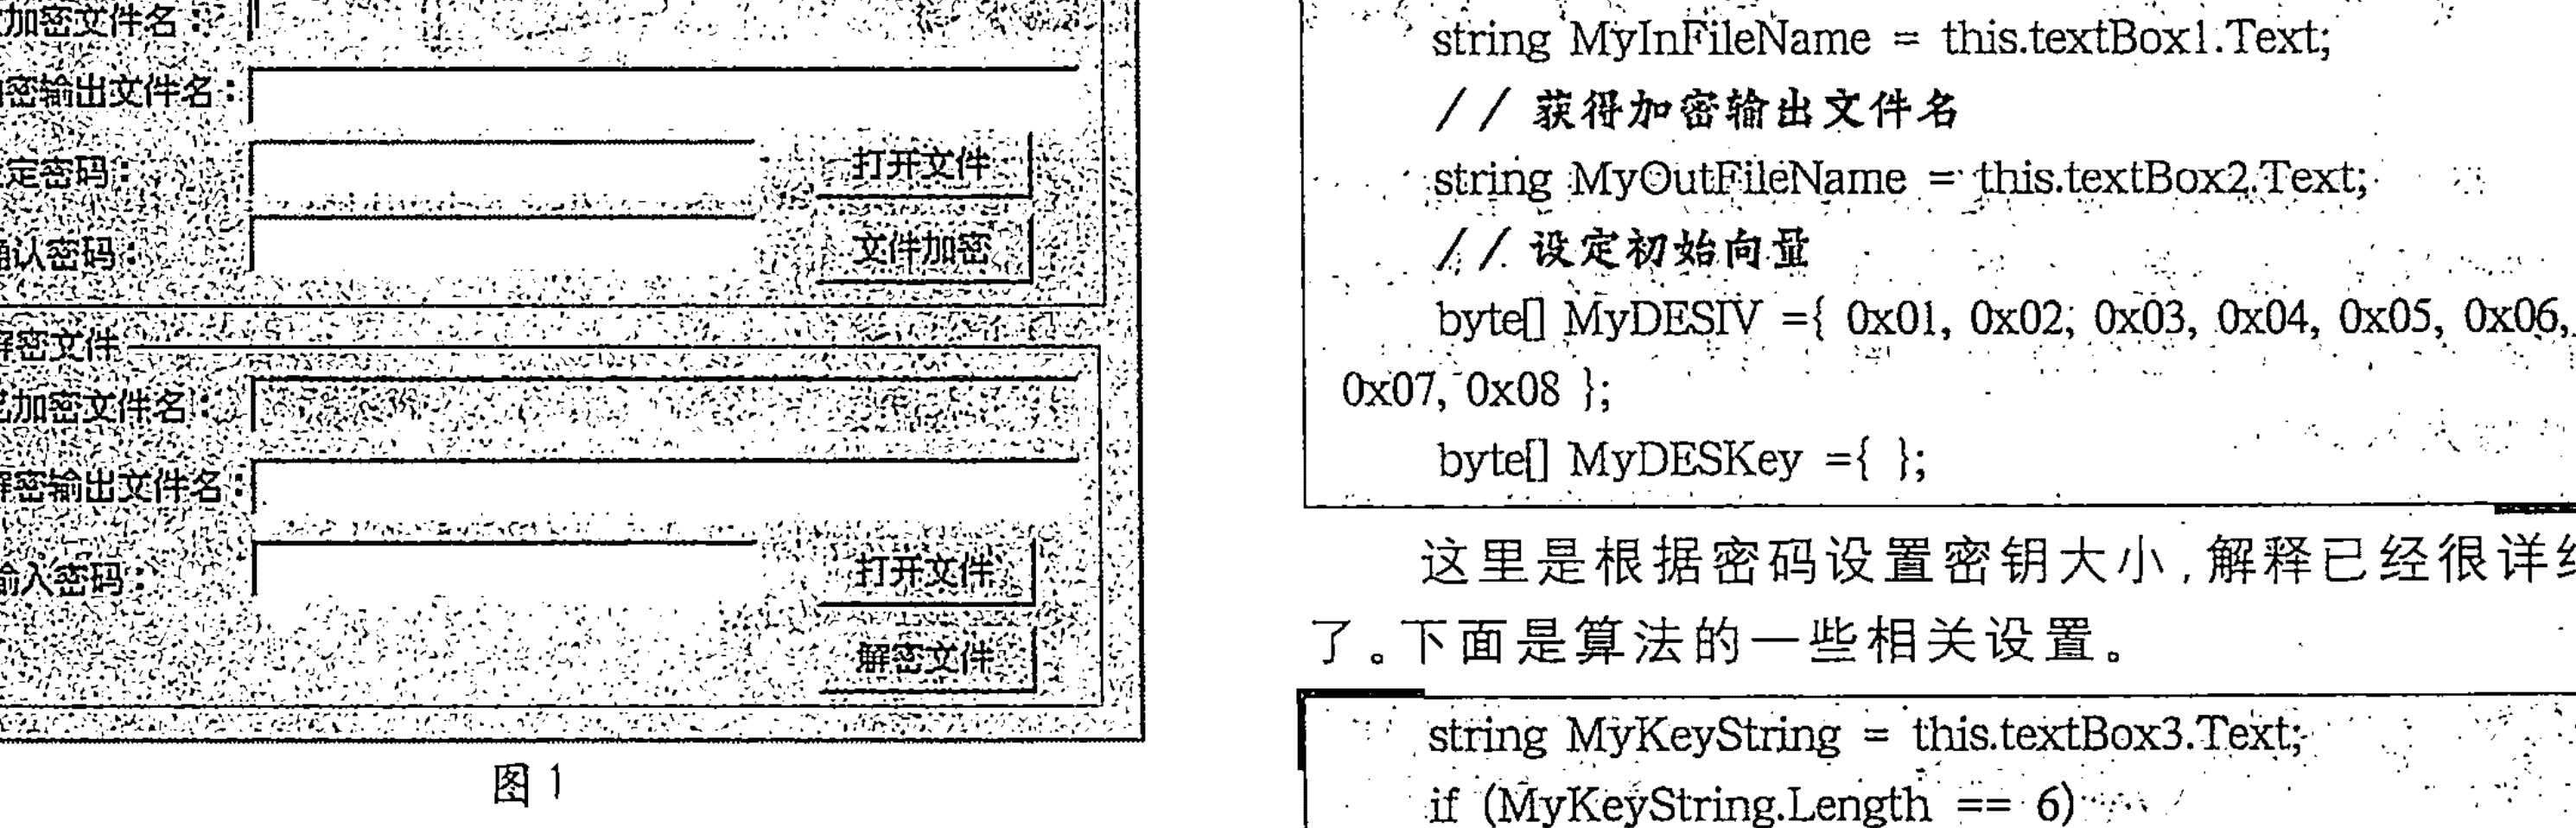 加密文件名：
密输出文件名：
定密码：
打开文件
认密码：
文件加密
解密文件
加密文件名：
解密输出文件名：
输入密码：
打开文件
解密文件
图 1
string MyInFileName = this.textBox1.Text;
// 获得加密输出文件名
string MyOutFileName = this.textBox2.Text;
// 设定初始向量
byte[] MyDESIV ={ 0x01, 0x02, 0x03, 0x04, 0x05, 0x06,
0x07, 0x08 };
byte[] MyDESKey ={ };
这里是根据密码设置密钥大小,解释已经很详
了。下面是算法的一些相关设置。
string MyKeyString = this.textBox3.Text;
if (MyKeyString.Length == 6)